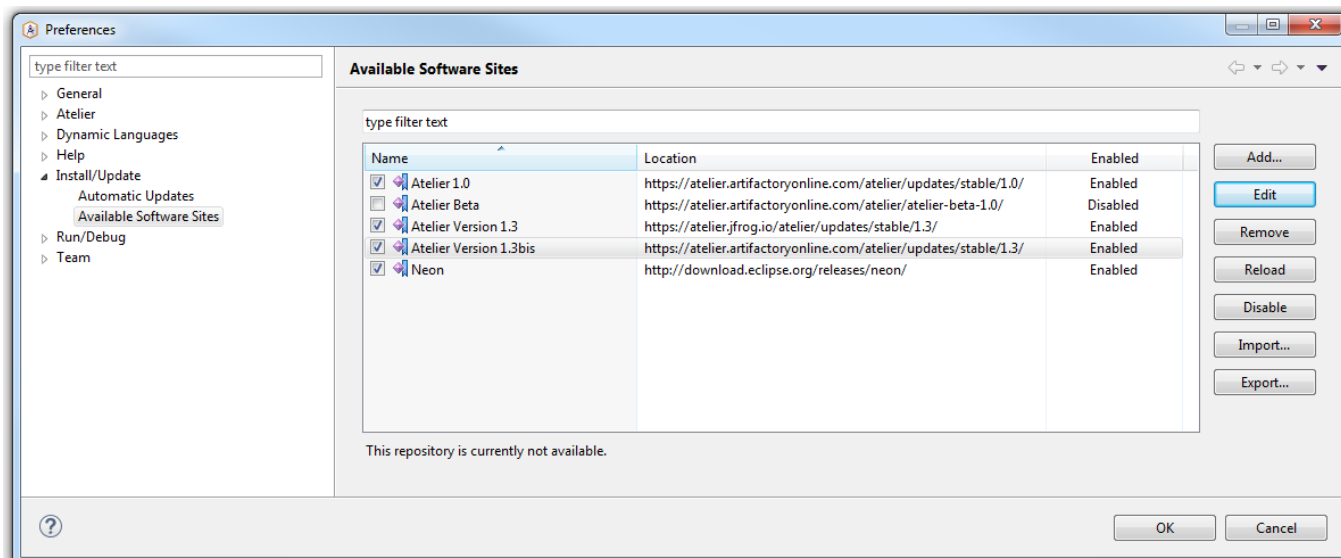 Preferences
type filter text
General
Atelier
Dynamic Languages
Help
Install/Update
Automatic Updates
Available Software Sites
Run/Debug
Team
Available Software Sites
type filter text
Name Location Enabled
Atelier 1.0 https://atelier.artifactoryonline.com/atelier/updates/stable/1.0/ Enabled
Atelier Beta https://atelier.artifactoryonline.com/atelier/atelier-beta-1.0/ Disabled
Atelier Version 1.3 https://atelier.jfrog.io/atelier/updates/stable/1.3/ Enabled
Atelier Version 1.3bis https://atelier.artifactoryonline.com/atelier/updates/stable/1.3/ Enabled
Neon http://download.eclipse.org/releases/neon/ Enabled
Add...
Edit
Remove
Reload
Disable
Import...
Export...
This repository is currently not available.
?
OK Cancel